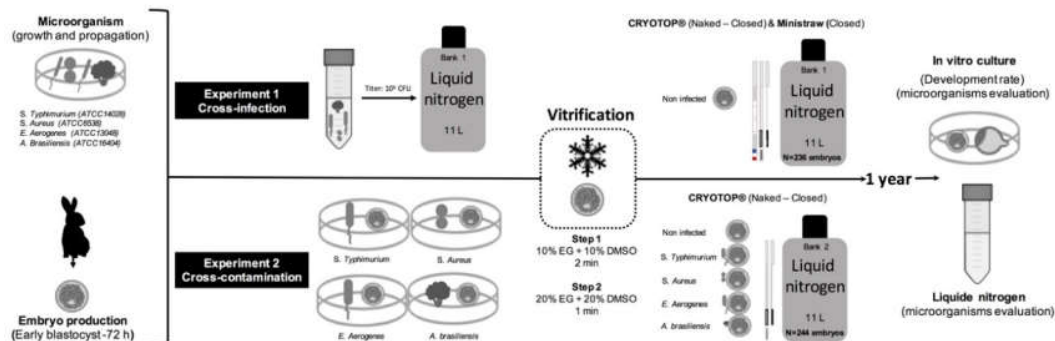 Microorganism
(growth and propagation)
S. Typhimurium (ATCC14028)
S. Aureus (ATCC6538)
E. Aerogenes (ATCC13048)
A. Brasiliensis (ATCC16404)
Embryo production
(Early blastocyst -72 h)
Experiment 1
Cross-infection
Titer: 10⁵ CFU
Bank 1
Liquid
nitrogen
11 L
Experiment 2
Cross-contamination
S. Typhimurium
S. Aureus
E. Aerogenes
A. brasiliensis
Vitrification
Step 1
10% EG + 10% DMSO
2 min
Step 2
20% EG + 20% DMSO
1 min
CRYOTOP® (Naked – Closed) & Ministraw (Closed)
Non infected
Bank 1
Liquid
nitrogen
11 L
N=236 embryos
CRYOTOP® (Naked – Closed)
Non infected
S. Typhimurium
S. Aureus
E. Aerogenes
A. brasiliensis
Bank 2
Liquid
nitrogen
11 L
N=244 embryos
1 year
In vitro culture
(Development rate)
(microorganisms evaluation)
Liquide nitrogen
(microorganisms evaluation)